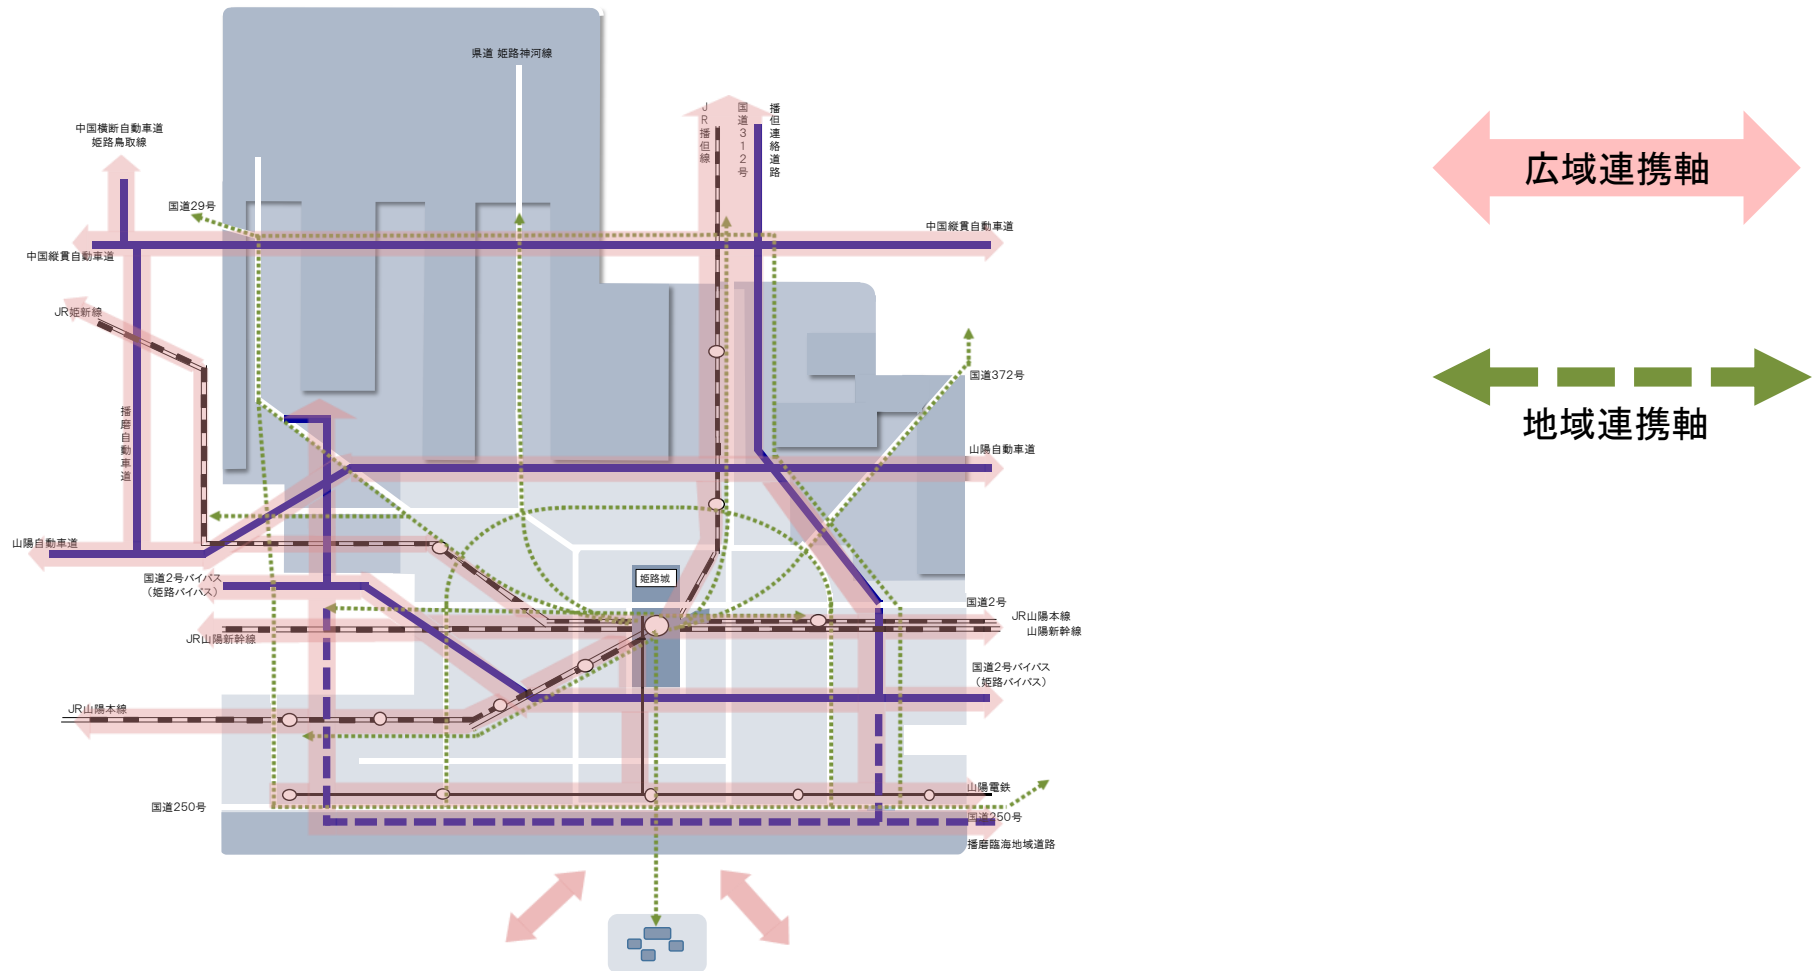 県道 姫路神河線
中国横断自動車道
姫路鳥取線
JR播但線
国道312号
播但連絡道路
広域連携軸
国道29号
中国縦貫自動車道
中国縦貫自動車道
JR姫新線
国道372号
地域連携軸
播磨自動車道
山陽自動車道
山陽自動車道
国道2号バイパス
（姫路バイパス）
姫路城
国道2号
JR山陽本線
山陽新幹線
JR山陽新幹線
国道2号バイパス
（姫路バイパス）
JR山陽本線
山陽電鉄
国道250号
国道250号
播磨臨海地域道路